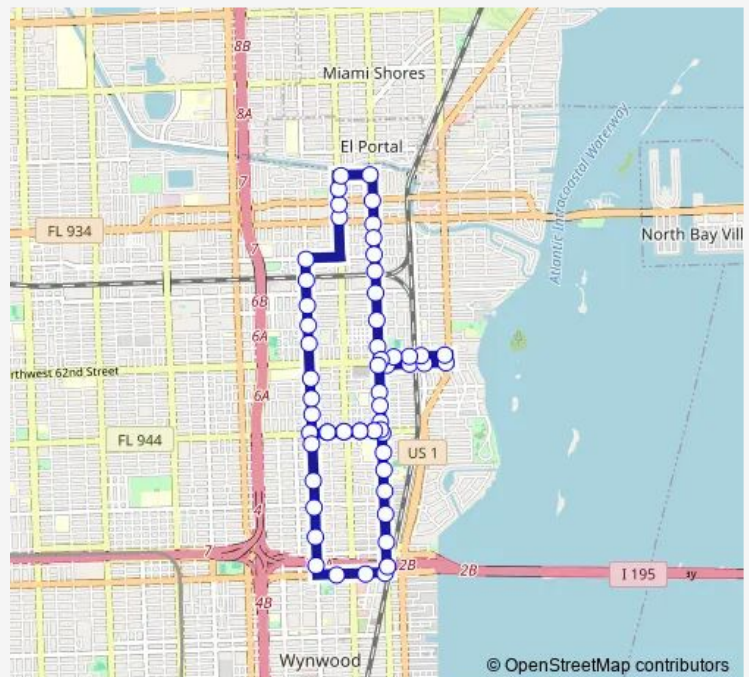 8B
Miami Shores
8A
El Portal
7
Atlantic Intracoastal Waterway
FL 934
North Bay Vill
7
6B
6A
rthwest 62nd Street
6A
FL 944
US 1
4
7
2B
2B
I 195
ay
4B
Wynwood
© OpenStreetMap contributors